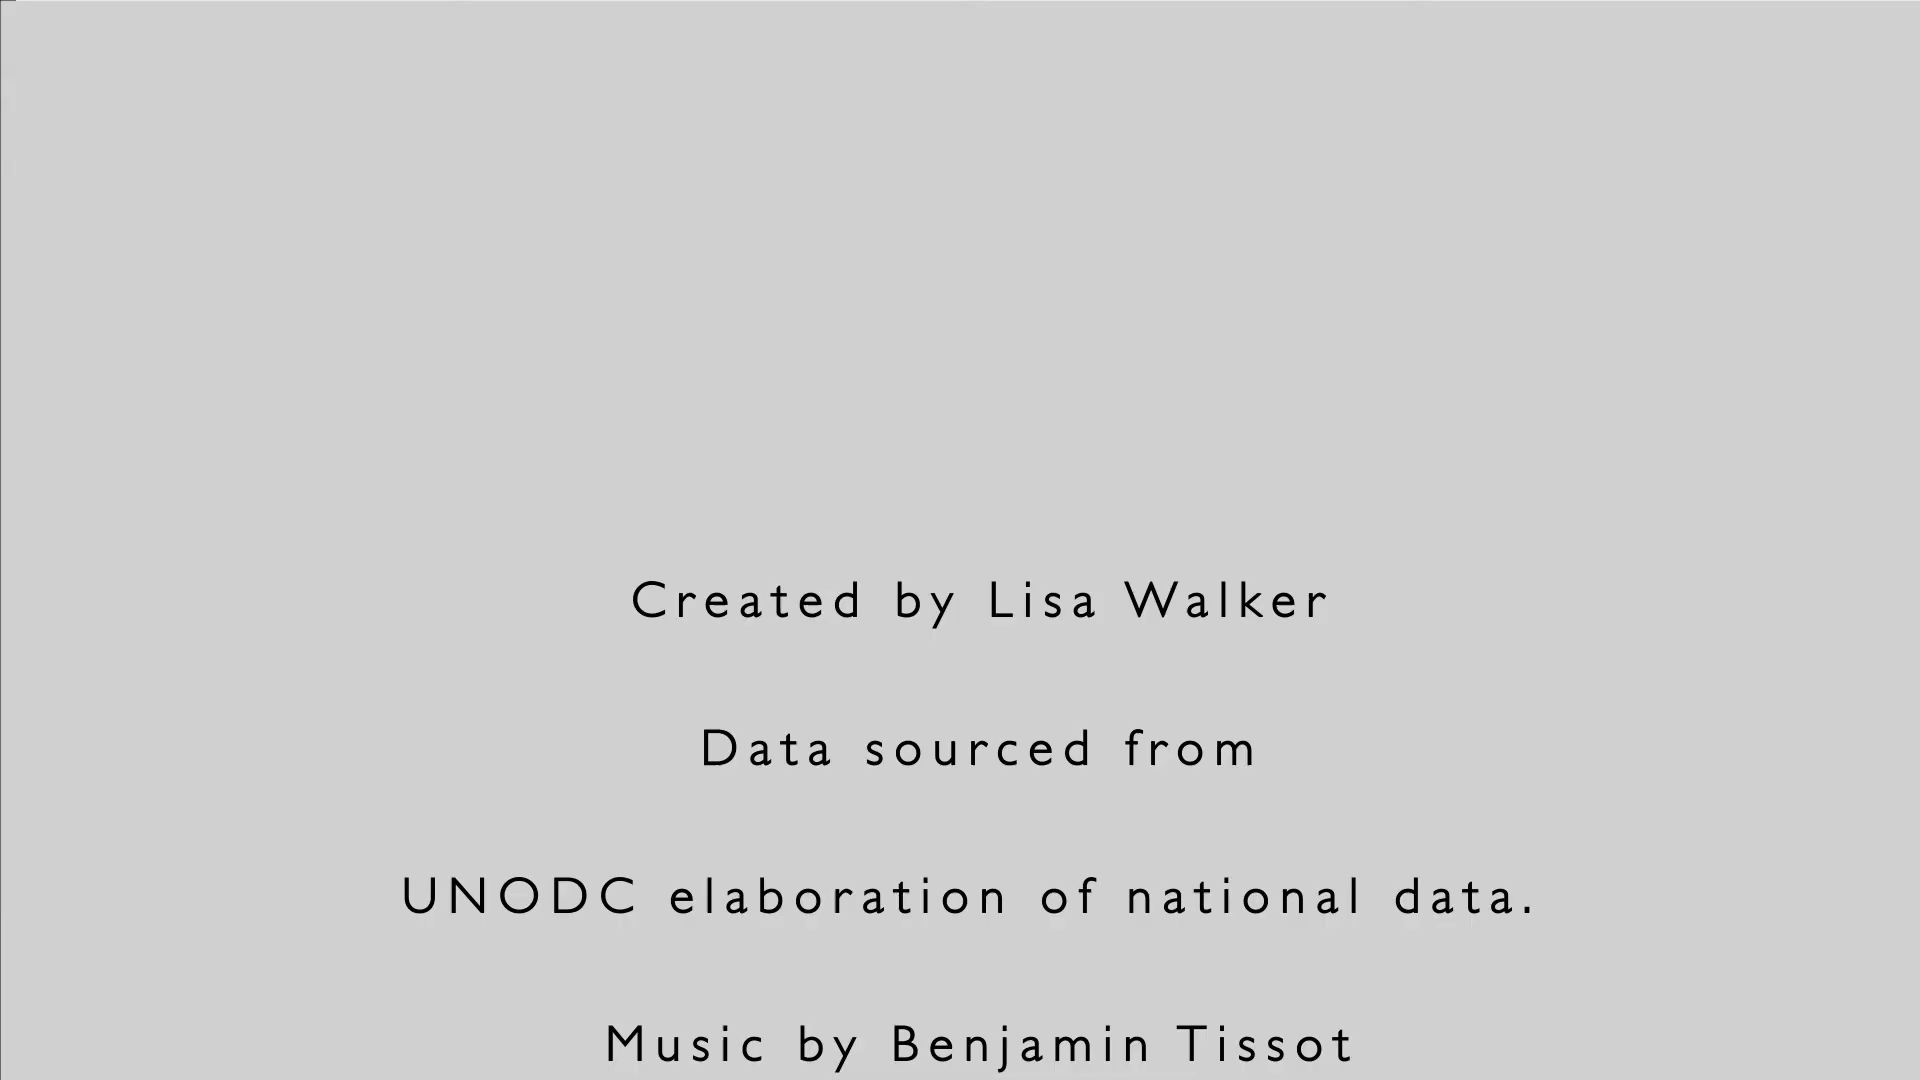 Created by Lisa Walker
Data sourced from
UNODC elaboration of national data.
Music by Benjamin Tissot